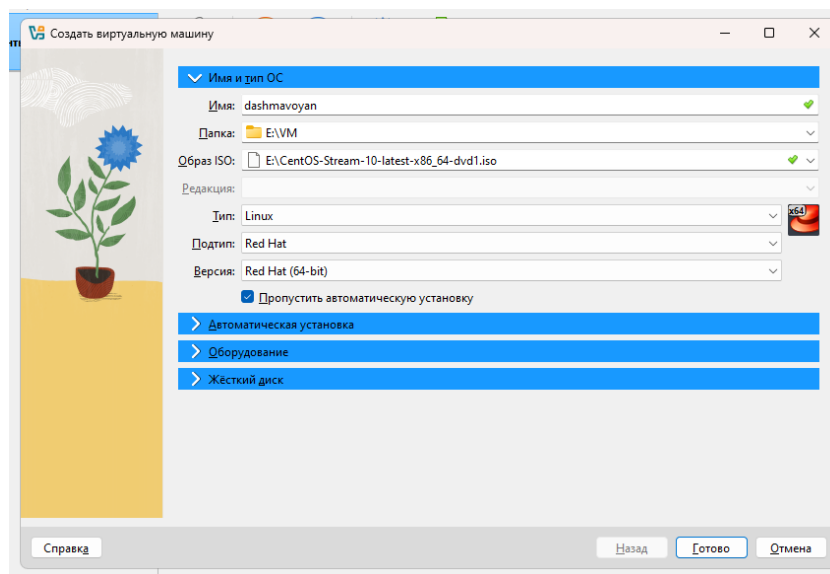 Создать виртуальную машину
Имя и тип ОС
Имя: dashmavoyan
Папка: E:\VM
Образ ISO: E:\CentOS-Stream-10-latest-x86_64-dvd1.iso
Редакция:
Тип: Linux
x64
Подтип: Red Hat
Версия: Red Hat (64-bit)
Пропустить автоматическую установку
Автоматическая установка
Оборудование
Жёсткий диск
Справка Назад Готово Отмена